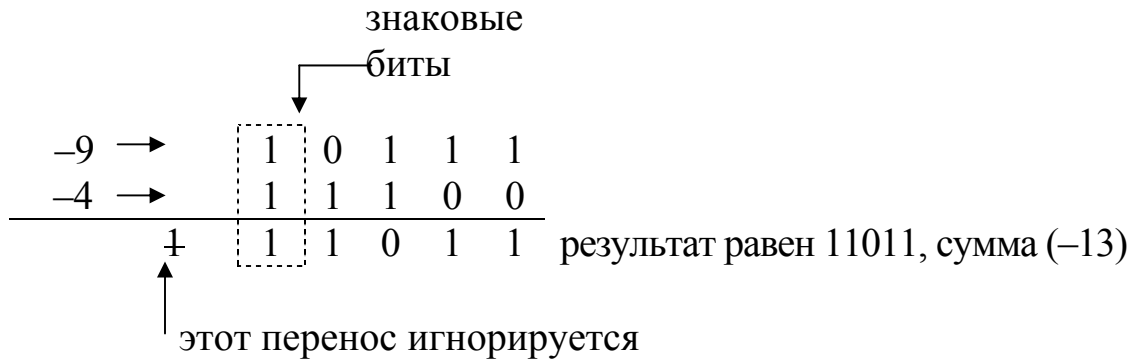 знаковые
биты
–9 1 0 1 1 1
–4 1 1 1 0 0
1 1 1 0 1 1 результат равен 11011, сумма (–13)
этот перенос игнорируется